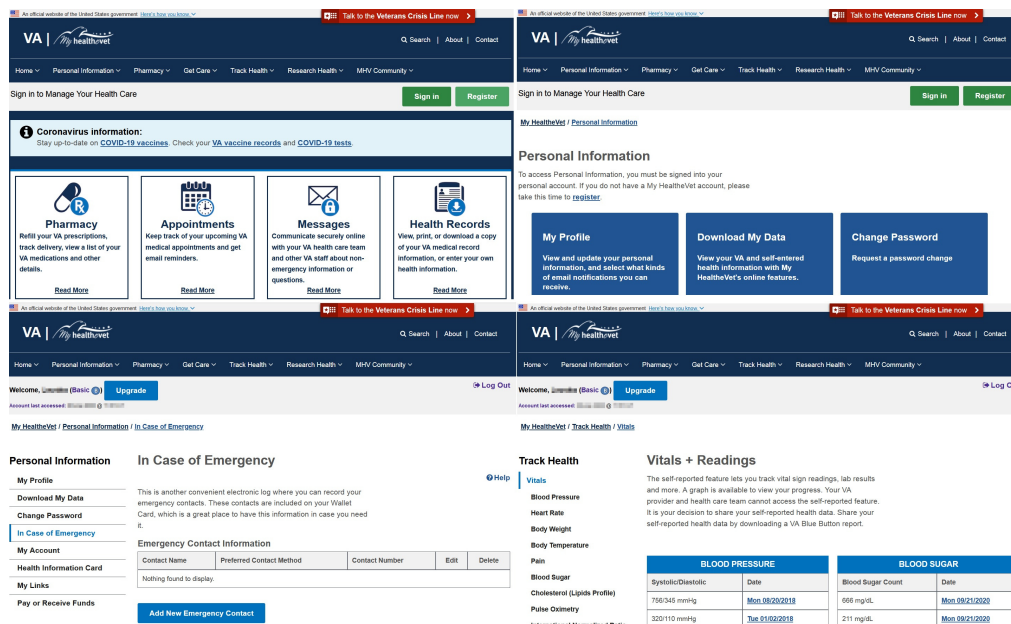 An official website of the United States government Here's how you know
Talk to the Veterans Crisis Line now
VA | My healthevet
Search | About | Contact
Home Personal Information Pharmacy Get Care Track Health Research Health MHV Community
Sign in to Manage Your Health Care
Sign in Register
Coronavirus information:
Stay up-to-date on COVID-19 vaccines. Check your VA vaccine records and COVID-19 tests.
Pharmacy
Refill your VA prescriptions,
track delivery, view a list of your
VA medications and other
details.
Read More
Appointments
Keep track of your upcoming VA
medical appointments and get
email reminders.
Read More
Messages
Communicate securely online
with your VA health care team
and other VA staff about non-
emergency information or
questions.
Read More
Health Records
View, print, or download a copy
of your VA medical record
information, or enter your own
health information.
Read More
An official website of the United States government Here's how you know
Talk to the Veterans Crisis Line now
VA | My healthevet
Search | About | Contact
Home Personal Information Pharmacy Get Care Track Health Research Health MHV Community
Sign in to Manage Your Health Care
Sign in Register
My HealtheVet / Personal Information
Personal Information
To access Personal Information, you must be signed into your
personal account. If you do not have a My HealtheVet account, please
take this time to register.
My Profile
View and update your personal
information, and select what kinds
of email notifications you can
receive.
Download My Data
View your VA and self-entered
health information with My
HealtheVet's online features.
Change Password
Request a password change
An official website of the United States government Here's how you know
Talk to the Veterans Crisis Line now
VA | My healthevet
Search | About | Contact
Home Personal Information Pharmacy Get Care Track Health Research Health MHV Community
Welcome, (Basic) Upgrade
Log Out
Account last accessed: @
My HealtheVet / Personal Information / In Case of Emergency
Personal Information
My Profile
Download My Data
Change Password
In Case of Emergency
My Account
Health Information Card
My Links
Pay or Receive Funds
In Case of Emergency
Help
This is another convenient electronic log where you can record your
emergency contacts. These contacts are included on your Wallet
Card, which is a great place to have this information in case you need
it.
Emergency Contact Information
Contact Name Preferred Contact Method Contact Number Edit Delete
Nothing found to display.
Add New Emergency Contact
An official website of the United States government Here's how you know
Talk to the Veterans Crisis Line now
VA | My healthevet
Search | About | Contact
Home Personal Information Pharmacy Get Care Track Health Research Health MHV Community
Welcome, (Basic) Upgrade
Log O
Account last accessed: @
My HealtheVet / Track Health / Vitals
Track Health
Vitals
Blood Pressure
Heart Rate
Body Weight
Body Temperature
Pain
Blood Sugar
Cholesterol (Lipids Profile)
Pulse Oximetry
Vitals + Readings
The self-reported feature lets you track vital sign readings, lab results
and more. A graph is available to view your progress. Your VA
provider and health care team cannot access the self-reported feature.
It is your decision to share your self-reported health data. Share your
self-reported health data by downloading a VA Blue Button report.
BLOOD PRESSURE
Systolic/Diastolic Date
756/345 mmHg Mon 08/20/2018
320/110 mmHg Tue 01/02/2018
BLOOD SUGAR
Blood Sugar Count Date
666 mg/dL Mon 09/21/2020
211 mg/dL Mon 09/21/2020